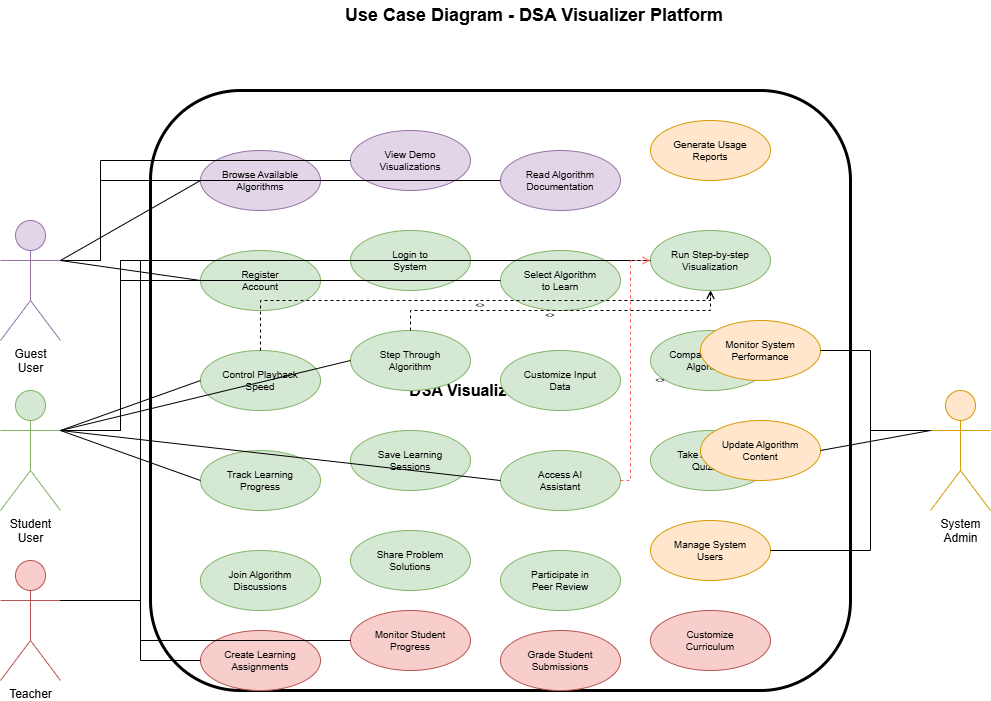 Use Case Diagram - DSA Visualizer Platform
Generate Usage
Reports
View Demo
Visualizations
Browse Available
Algorithms
Read Algorithm
Documentation
Login to
System
Run Step-by-step
Visualization
Register
Account
Select Algorithm
to Learn
<>
<>
Guest
User
Step Through
Algorithm
Monitor System
Performance
Control Playback
Speed
Customize Input
Data
<>
DSA Visualiz
Update Algorithm
Content
Save Learning
Sessions
Take
Quiz
Track Learning
Progress
Access AI
Assistant
Student
User
System
Admin
Manage System
Users
Share Problem
Solutions
Join Algorithm
Discussions
Participate in
Peer Review
Monitor Student
Progress
Customize
Curriculum
Create Learning
Assignments
Grade Student
Submissions
Teacher